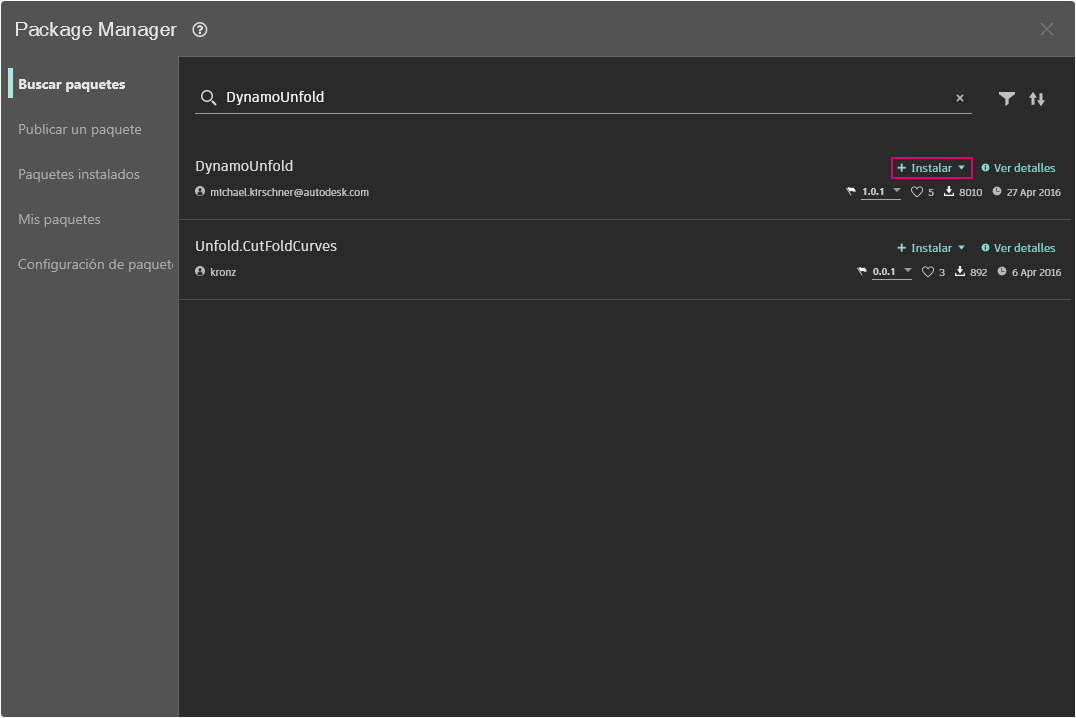 Package Manager
Buscar paquetes
Publicar un paquete
Paquetes instalados
Mis paquetes
Configuración de paquet
DynamoUnfold
DynamoUnfold
+ Instalar Ver detalles
michael.kirschner@autodesk.com
1.0.1 5 8010 27 Apr 2016
Unfold.CutFoldCurves
+ Instalar Ver detalles
kronz
0.0.1 3 892 6 Apr 2016